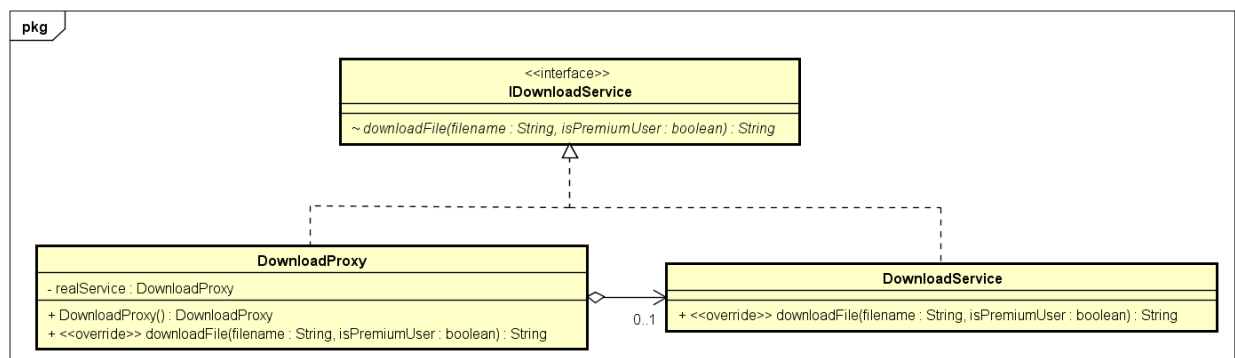 pkg
<<interface>>
IDownloadService
~ downloadFile(filename : String, isPremiumUser : boolean) : String
DownloadProxy
- realService : DownloadProxy
+ DownloadProxy() : DownloadProxy
+ <<override>> downloadFile(filename : String, isPremiumUser : boolean) : String
0..1
DownloadService
+ <<override>> downloadFile(filename : String, isPremiumUser : boolean) : String